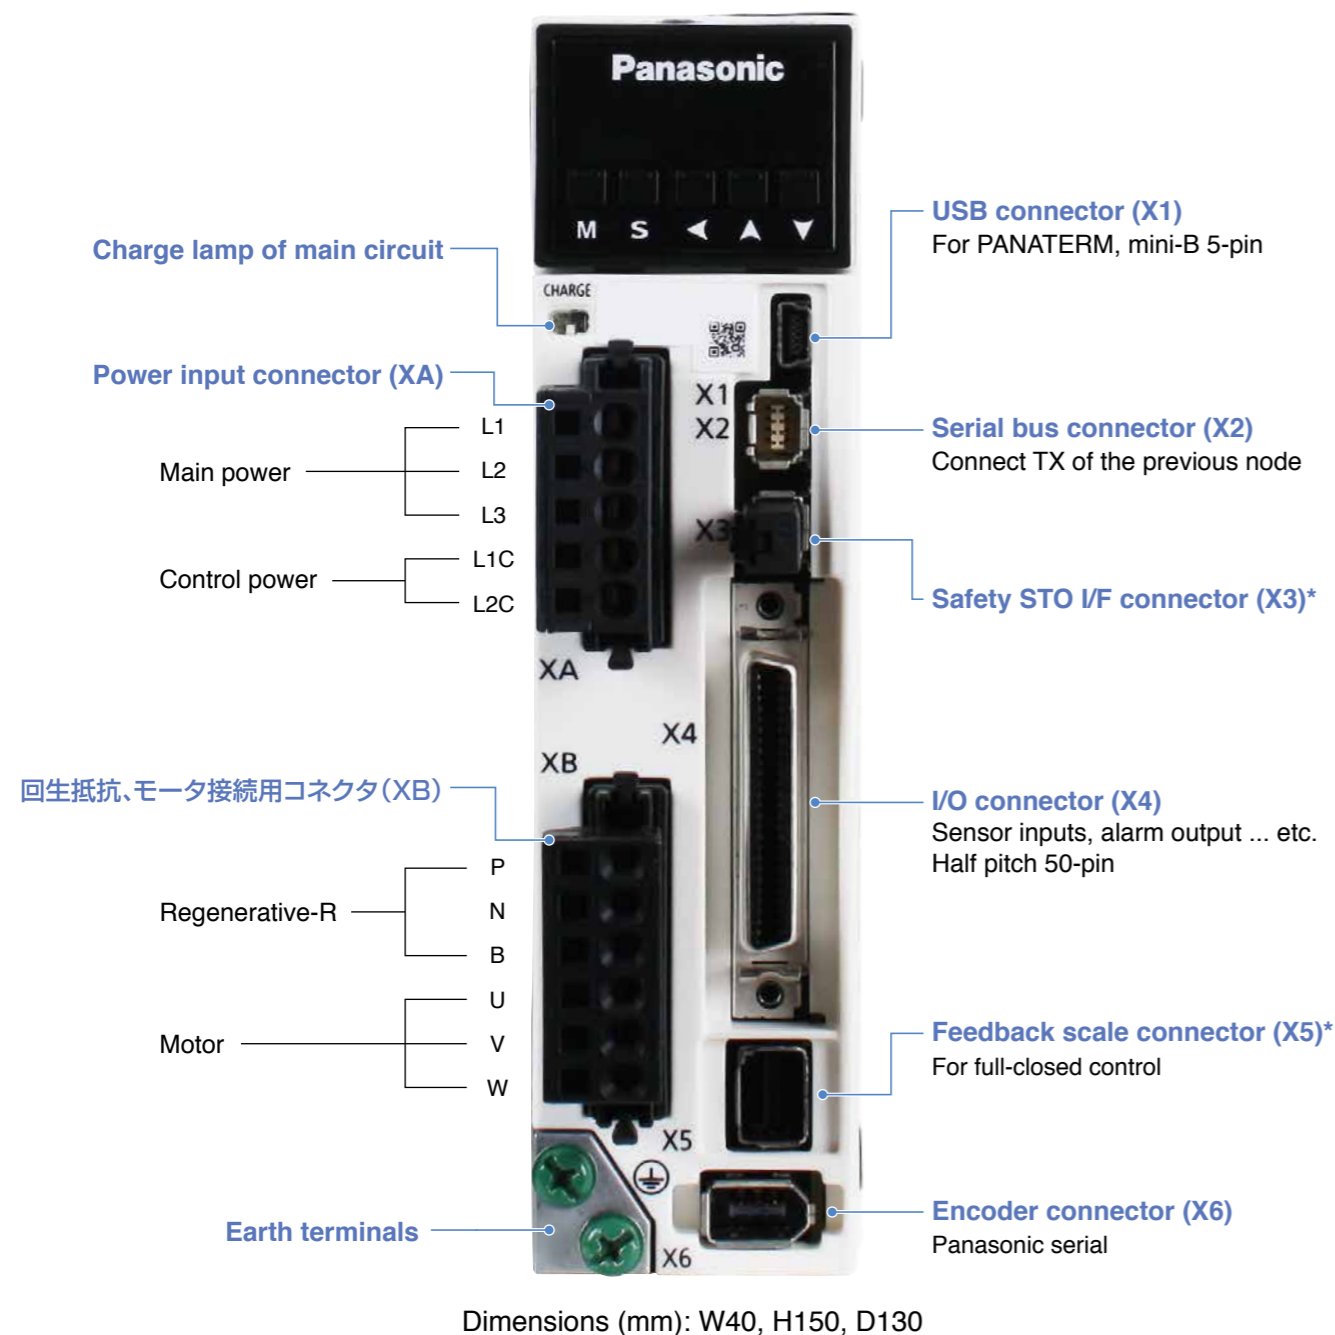 Panasonic
M S
CHARGE
X1
X2
X3
XA
X4
XB
X5
X6
Charge lamp of main circuit
Power input connector (XA)
Main power
L1
L2
L3
Control power
L1C
L2C
回生抵抗、モータ接続用コネクタ(XB)
Regenerative-R
P
N
B
Motor
U
V
W
Earth terminals
USB connector (X1)
For PANATERM, mini-B 5-pin
Serial bus connector (X2)
Connect TX of the previous node
Safety STO I/F connector (X3)*
I/O connector (X4)
Sensor inputs, alarm output ... etc.
Half pitch 50-pin
Feedback scale connector (X5)*
For full-closed control
Encoder connector (X6)
Panasonic serial
Dimensions (mm): W40, H150, D130